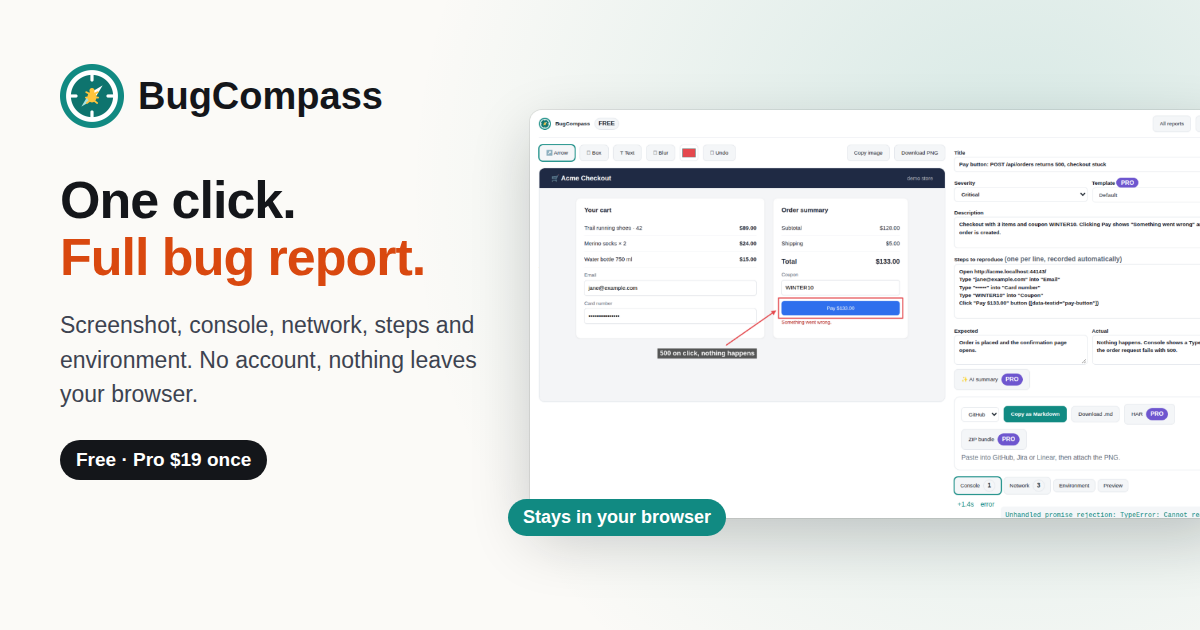 BugCompass
One click.
Full bug report.
Screenshot, console, network, steps and
environment. No account, nothing leaves
your browser.
Free · Pro $19 once
Stays in your browser
BugCompass FREE
All reports
Arrow
Box
T Text
Blur
Undo
Copy image
Download PNG
Acme Checkout
demo store
Your cart
Trail running shoes · 42 $89.00
Merino socks × 2 $24.00
Water bottle 750 ml $15.00
Email
jane@example.com
Card number
••••••••••••••••
Order summary
Subtotal $128.00
Shipping $5.00
Total $133.00
Coupon
WINTER10
Pay $133.00
Something went wrong.
500 on click, nothing happens
Title
Pay button: POST /api/orders returns 500, checkout stuck
Severity
Critical
Template PRO
Default
Description
Checkout with 3 items and coupon WINTER10. Clicking Pay shows "Something went wrong" a
order is created.
Steps to reproduce (one per line, recorded automatically)
Open http://acme.localhost:44143/
Type "jane@example.com" into "Email"
Type "••••••" into "Card number"
Type "WINTER10" into "Coupon"
Click "Pay $133.00" button [[data-testid="pay-button"]]
Expected
Order is placed and the confirmation page
opens.
Actual
Nothing happens. Console shows a Type
the order request fails with 500.
AI summary PRO
GitHub
Copy as Markdown
Download .md
HAR PRO
ZIP bundle PRO
Paste into GitHub, Jira or Linear, then attach the PNG.
Console 1
Network 3
Environment
Preview
+1.4s error
Unhandled promise rejection: TypeError: Cannot re